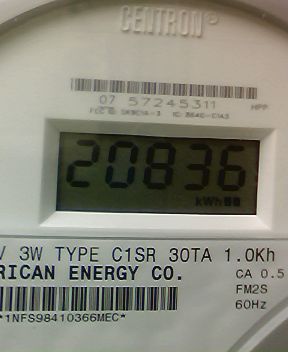 CENTRON®
07 57245311 HPP
20836
kWh
V 3W TYPE C1SR 30TA 1.0Kh
RICAN ENERGY CO. CA 0.5
FM2S
*1NFS98410366MEC* 60Hz